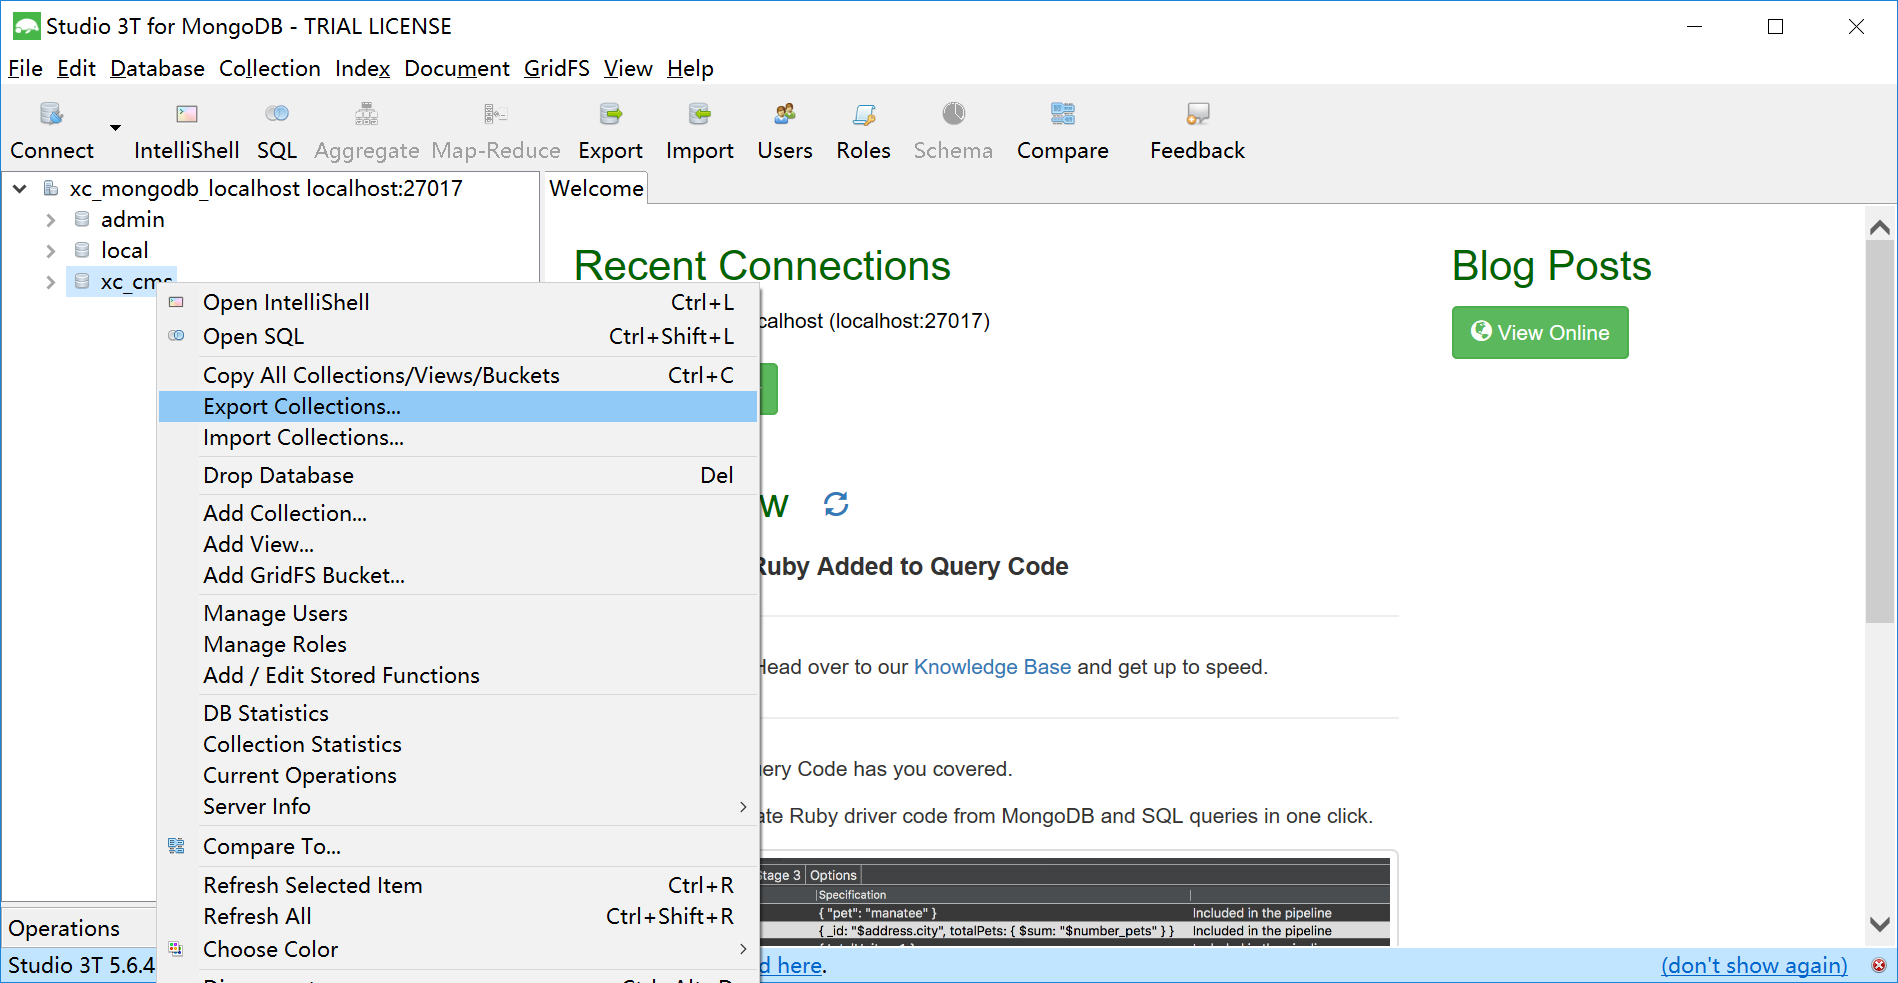 Studio 3T for MongoDB - TRIAL LICENSE
File Edit Database Collection Index Document GridFS View Help
Connect IntelliShell SQL Aggregate Map-Reduce Export Import Users Roles Schema Compare Feedback
xc_mongodb_localhost localhost:27017
admin
local
xc_cms
Welcome
Open IntelliShell Ctrl+L
Open SQL Ctrl+Shift+L
Copy All Collections/Views/Buckets Ctrl+C
Export Collections...
Import Collections...
Drop Database Del
Add Collection...
Add View...
Add GridFS Bucket...
Manage Users
Manage Roles
Add / Edit Stored Functions
DB Statistics
Collection Statistics
Current Operations
Server Info
Compare To...
Refresh Selected Item Ctrl+R
Refresh All Ctrl+Shift+R
Choose Color
Recent Connections
calhost (localhost:27017)
w
Ruby Added to Query Code
Head over to our Knowledge Base and get up to speed.
ery Code has you covered.
ate Ruby driver code from MongoDB and SQL queries in one click.
Stage 3 Options
Specification
{ "pet": "manatee" } Included in the pipeline
{ _id: "$address.city", totalPets: { $sum: "$number_pets" } } Included in the pipeline
Blog Posts
View Online
Operations
Studio 3T 5.6.4
d here.
(don't show again)